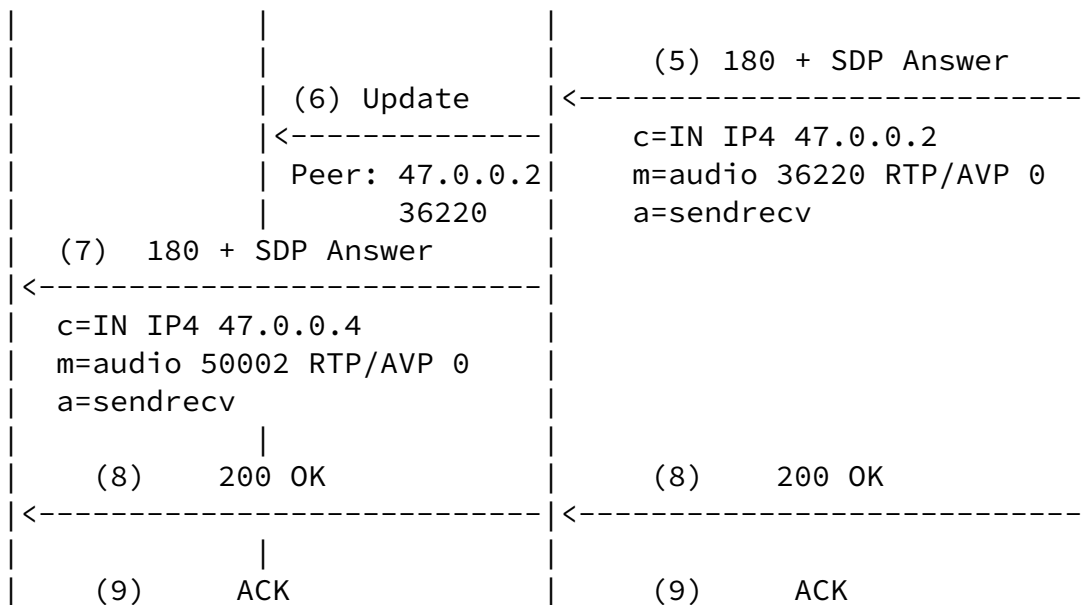 |             |               |
|             |               |     (5) 180 + SDP Answer
|             | (6) Update    |<----------------------------
|             |<--------------|    c=IN IP4 47.0.0.2
|             | Peer: 47.0.0.2|    m=audio 36220 RTP/AVP 0
|             |       36220   |    a=sendrecv
|  (7)  180 + SDP Answer      |
|<----------------------------|
|  c=IN IP4 47.0.0.4          |
|  m=audio 50002 RTP/AVP 0    |
|  a=sendrecv                 |
|             |               |
|    (8)    200 OK            |     (8)    200 OK
|<----------------------------|<----------------------------
|             |               |
|    (9)     ACK              |     (9)     ACK